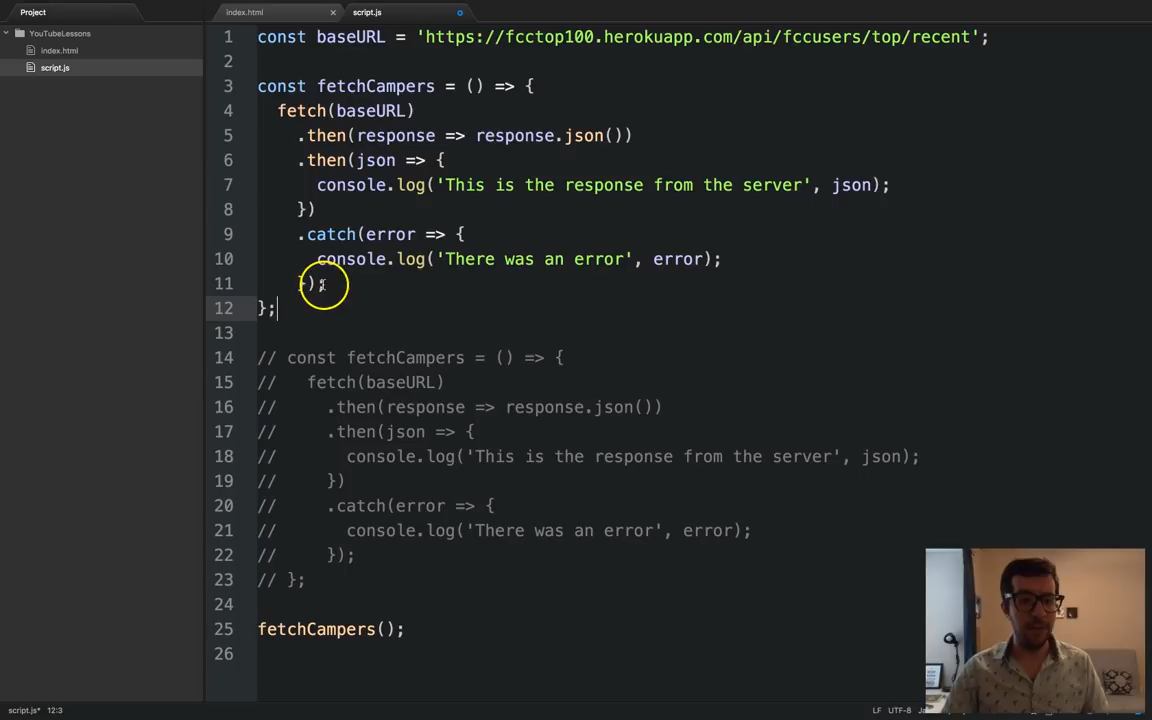 Project
index.html
script.js
YouTubeLessons
index.html
script.js
1 const baseURL = 'https://fcctop100.herokuapp.com/api/fccusers/top/recent';
2
3 const fetchCampers = () => {
4 fetch(baseURL)
5 .then(response => response.json())
6 .then(json => {
7 console.log('This is the response from the server', json);
8 })
9 .catch(error => {
10 console.log('There was an error', error);
11 });
12 };
13
14 // const fetchCampers = () => {
15 // fetch(baseURL)
16 // .then(response => response.json())
17 // .then(json => {
18 // console.log('This is the response from the server', json);
19 // })
20 // .catch(error => {
21 // console.log('There was an error', error);
22 // });
23 // };
24
25 fetchCampers();
26
script.js* 12:3
LF UTF-8